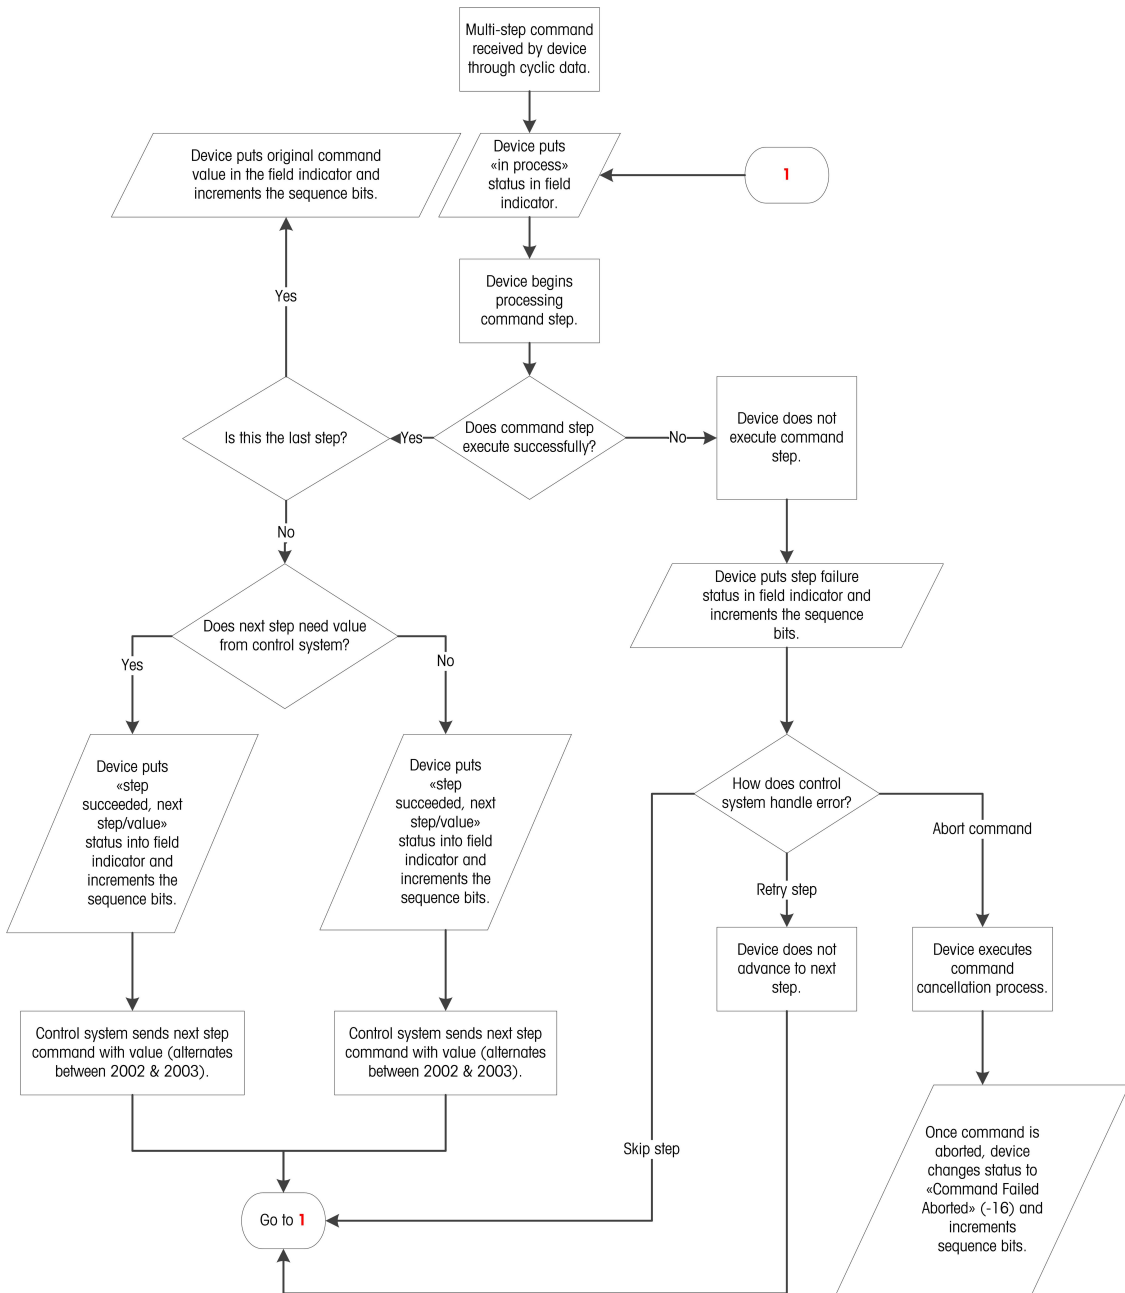 Multi-step command
received by device
through cyclic data.
Device puts original command
value in the field indicator and
increments the sequence bits.
Device puts
«in process»
status in field
indicator.
1
Device begins
processing
command step.
Yes
Is this the last step?
Yes
Does command step
execute successfully?
No
Device does not
execute command
step.
No
Device puts step failure
status in field indicator and
increments the sequence
bits.
Does next step need value
from control system?
Yes
No
Device puts
«step
succeeded, next
step/value»
status into field
indicator and
increments the
sequence bits.
Device puts
«step
succeeded, next
step/value»
status into field
indicator and
increments the
sequence bits.
How does control
system handle error?
Abort command
Retry step
Device does not
advance to next
step.
Device executes
command
cancellation process.
Control system sends next step
command with value (alternates
between 2002 & 2003).
Control system sends next step
command with value (alternates
between 2002 & 2003).
Skip step
Once command is
aborted, device
changes status to
«Command Failed
Aborted» (-16) and
increments
sequence bits.
Go to 1